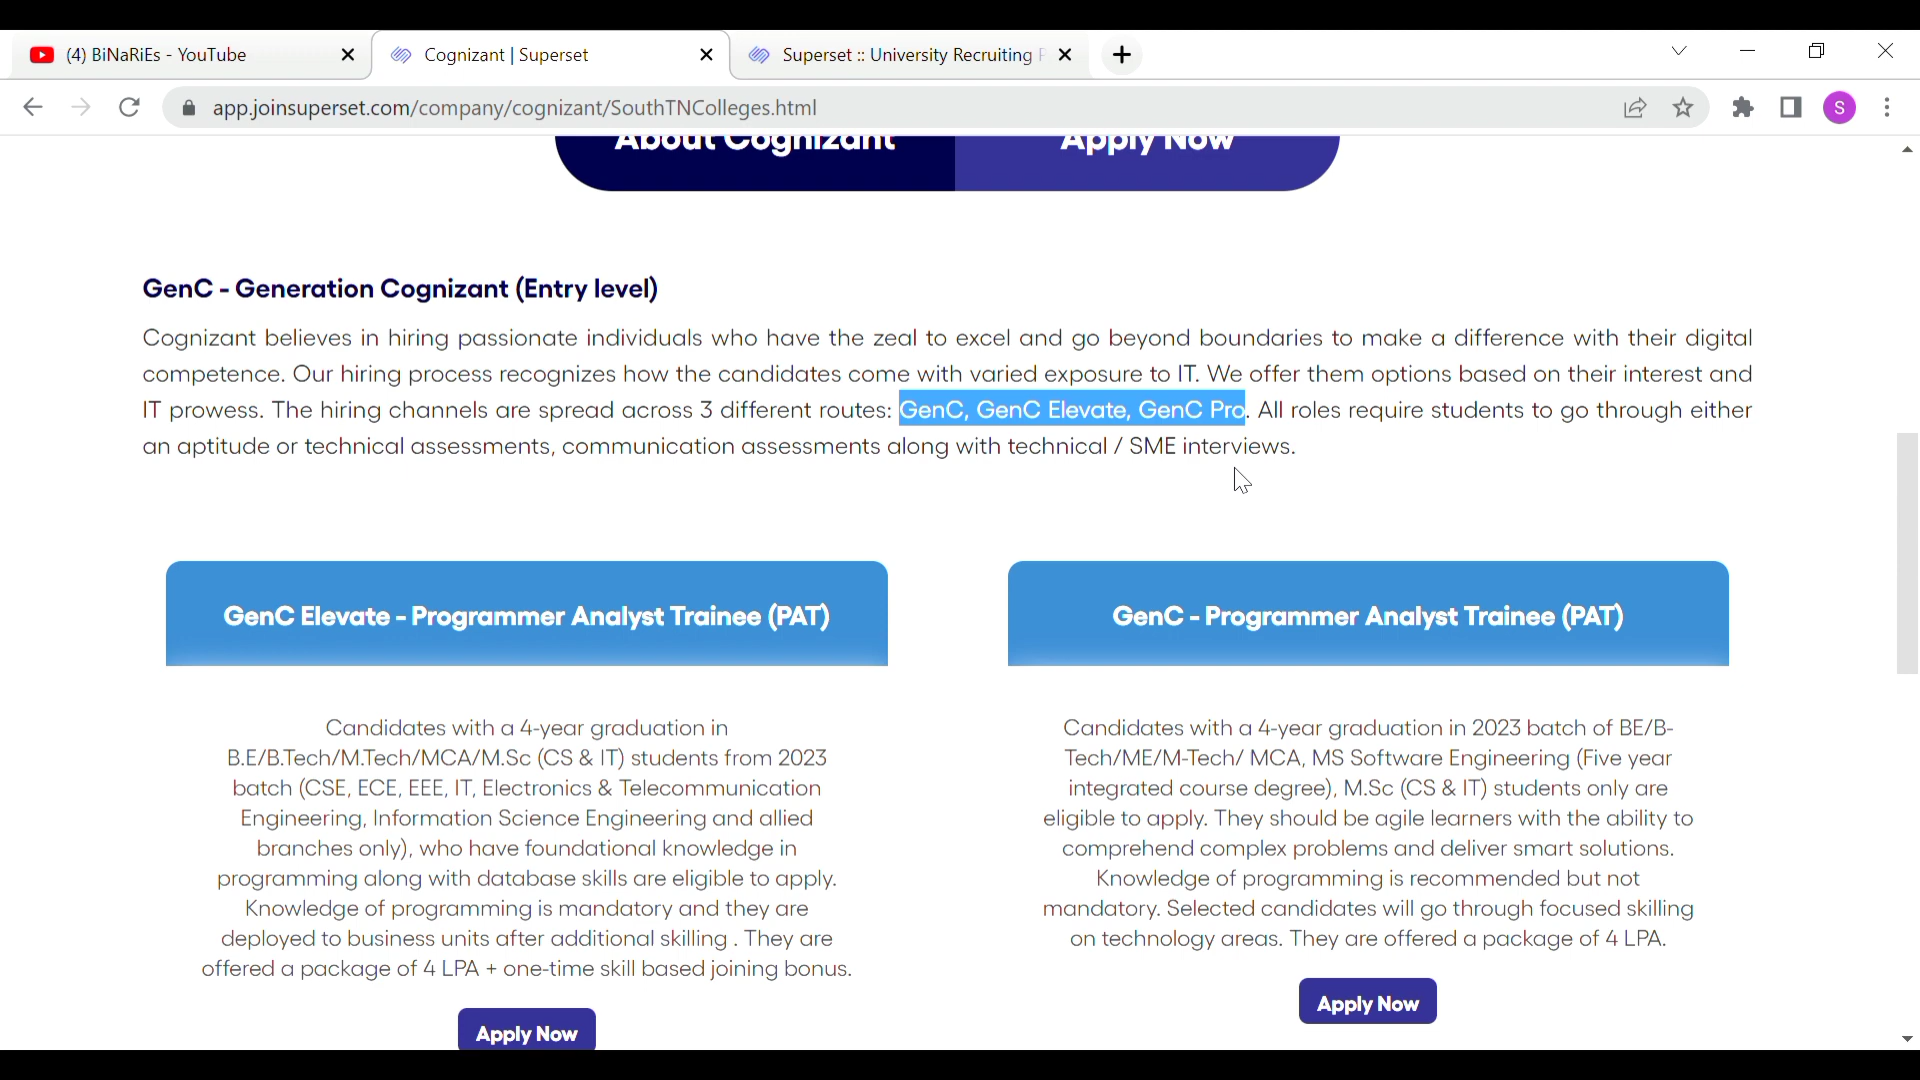 (4) BiNaRiEs - YouTube
Cognizant | Superset
Superset :: University Recruiting
app.joinsuperset.com/company/cognizant/SouthTNColleges.html
S
About Cognizant
Apply Now
GenC - Generation Cognizant (Entry level)
Cognizant believes in hiring passionate individuals who have the zeal to excel and go beyond boundaries to make a difference with their digital
competence. Our hiring process recognizes how the candidates come with varied exposure to IT. We offer them options based on their interest and
IT prowess. The hiring channels are spread across 3 different routes: GenC, GenC Elevate, GenC Pro. All roles require students to go through either
an aptitude or technical assessments, communication assessments along with technical / SME interviews.
GenC Elevate - Programmer Analyst Trainee (PAT)
Candidates with a 4-year graduation in
B.E/B.Tech/M.Tech/MCA/M.Sc (CS & IT) students from 2023
batch (CSE, ECE, EEE, IT, Electronics & Telecommunication
Engineering, Information Science Engineering and allied
branches only), who have foundational knowledge in
programming along with database skills are eligible to apply.
Knowledge of programming is mandatory and they are
deployed to business units after additional skilling . They are
offered a package of 4 LPA + one-time skill based joining bonus.
Apply Now
GenC - Programmer Analyst Trainee (PAT)
Candidates with a 4-year graduation in 2023 batch of BE/B-
Tech/ME/M-Tech/ MCA, MS Software Engineering (Five year
integrated course degree), M.Sc (CS & IT) students only are
eligible to apply. They should be agile learners with the ability to
comprehend complex problems and deliver smart solutions.
Knowledge of programming is recommended but not
mandatory. Selected candidates will go through focused skilling
on technology areas. They are offered a package of 4 LPA.
Apply Now